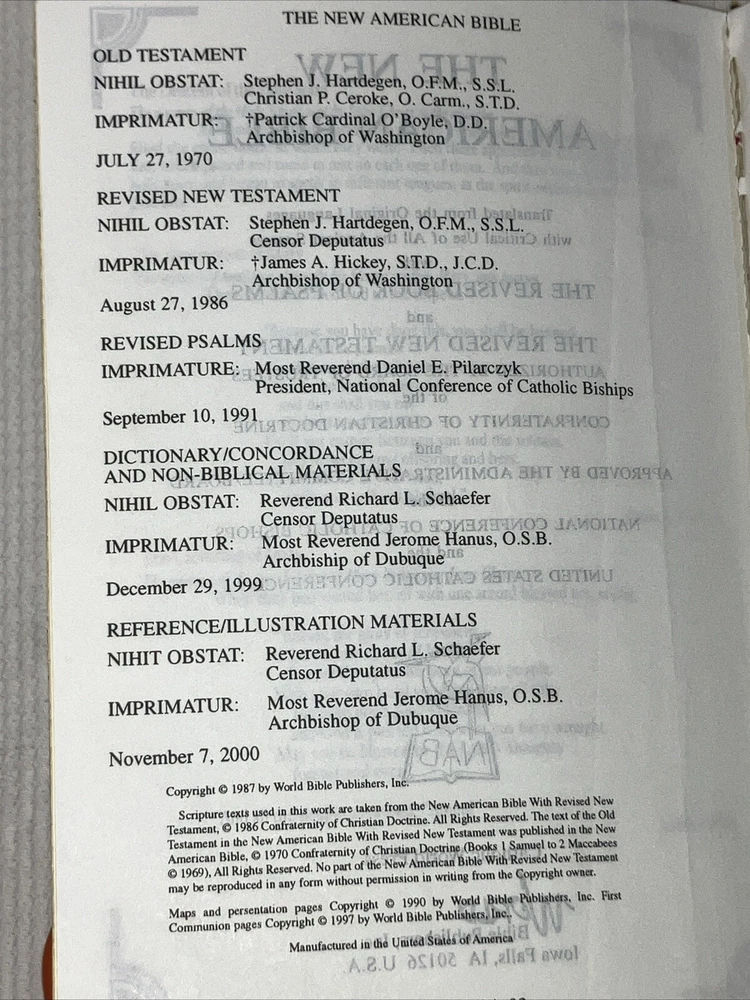 THE NEW AMERICAN BIBLE
OLD TESTAMENT
NIHIL OBSTAT: Stephen J. Hartdegen, O.F.M., S.S.L.
Christian P. Ceroke, O. Carm., S.T.D.
IMPRIMATUR: †Patrick Cardinal O'Boyle, D.D.
Archbishop of Washington
JULY 27, 1970
REVISED NEW TESTAMENT
NIHIL OBSTAT: Stephen J. Hartdegen, O.F.M., S.S.L.
Censor Deputatus
IMPRIMATUR: †James A. Hickey, S.T.D., J.C.D.
Archbishop of Washington
August 27, 1986
REVISED PSALMS
IMPRIMATURE: Most Reverend Daniel E. Pilarczyk
President, National Conference of Catholic Biships
September 10, 1991
DICTIONARY/CONCORDANCE
AND NON-BIBLICAL MATERIALS
NIHIL OBSTAT: Reverend Richard L. Schaefer
Censor Deputatus
IMPRIMATUR: Most Reverend Jerome Hanus, O.S.B.
Archbiship of Dubuque
December 29, 1999
REFERENCE/ILLUSTRATION MATERIALS
NIHIT OBSTAT: Reverend Richard L. Schaefer
Censor Deputatus
IMPRIMATUR: Most Reverend Jerome Hanus, O.S.B.
Archbishop of Dubuque
November 7, 2000
Copyright © 1987 by World Bible Publishers, Inc.
Scripture texts used in this work are taken from the New American Bible With Revised New
Testament, © 1986 Confraternity of Christian Doctrine. All Rights Reserved. The text of the Old
Testament in the New American Bible With Revised New Testament was published in the New
American Bible, © 1970 Confraternity of Christian Doctrine (Books 1 Samuel to 2 Maccabees
© 1969), All Rights Reserved. No part of the New American Bible With Revised New Testament
may be reproduced in any form without permission in writing from the Copyright owner.
Maps and persentation pages Copyright © 1990 by World Bible Publishers, Inc. First
Communion pages Copyright © 1997 by World Bible Publishers, Inc..
Manufactured in the United States of America